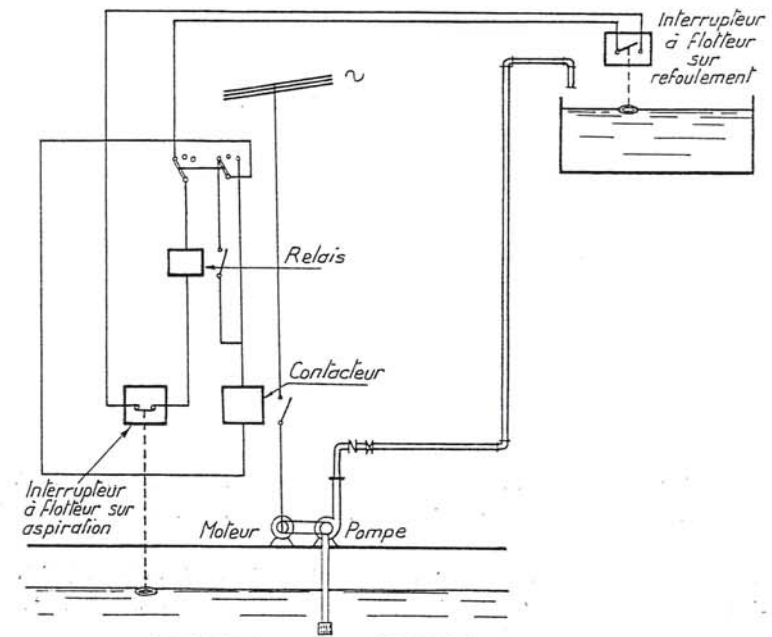 Interrupteur
à flotteur
sur
refoulement
Relais
Contacteur
Interrupteur
à flotteur sur
aspiration
Moteur
Pompe